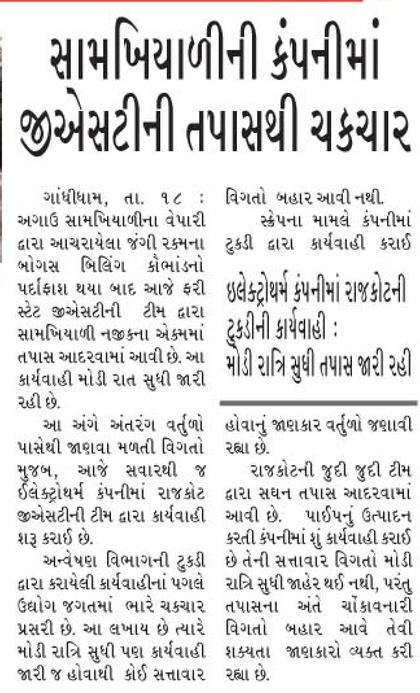 સામખિયાળીની કંપનીમાં
જીએસટીની તપાસથી ચકચાર
ગાંધીધામ, તા. ૧૮ :
અગાઉ સામખિયાળીના વેપારી
દ્વારા આચરાયેલા જંગી રકમના
બોગસ બિલિંગ કૌભાંડનો
પર્દાફાશ થયા બાદ આજે ફરી
સ્ટેટ જીએસટીની ટીમ દ્વારા
સામખિયાળી નજીકના એકમમાં
તપાસ આદરવામાં આવી છે. આ
કાર્યવાહી મોડી રાત સુધી જારી
રહી છે.
આ અંગે અંતરંગ વર્તુળો
પાસેથી જાણવા મળતી વિગતો
મુજબ, આજે સવારથી જ
ઈલેક્ટ્રોથર્મ કંપનીમાં રાજકોટ
જીએસટીની ટીમ દ્વારા કાર્યવાહી
શરૂ કરાઈ છે.
અન્વેષણ વિભાગની ટુકડી
દ્વારા કરાયેલી કાર્યવાહીનાં પગલે
ઉદ્યોગ જગતમાં ભારે ચકચાર
પ્રસરી છે. આ લખાય છે ત્યારે
મોડી રાત્રિ સુધી પણ કાર્યવાહી
જારી જ હોવાથી કોઈ સત્તાવાર
વિગતો બહાર આવી નથી.
સ્ક્રેપના મામલે કંપનીમાં
ટુકડી દ્વારા કાર્યવાહી કરાઈ
ઇલેક્ટ્રોથર્મ કંપનીમાં રાજકોટની
ટુકડીની કાર્યવાહી :
મોડી રાત્રિ સુધી તપાસ જારી રહી
હોવાનું જાણકાર વર્તુળો જણાવી
રહ્યા છે.
રાજકોટની જુદી જુદી ટીમ
દ્વારા સઘન તપાસ આદરવામાં
આવી છે. પાઈપનું ઉત્પાદન
કરતી કંપનીમાં શું કાર્યવાહી કરાઈ
છે તેની સત્તાવાર વિગતો મોડી
રાત્રિ સુધી જાહેર થઈ નથી, પરંતુ
તપાસના અંતે ચોંકાવનારી
વિગતો બહાર આવે તેવી
શક્યતા જાણકારો વ્યક્ત કરી
રહ્યા છે.